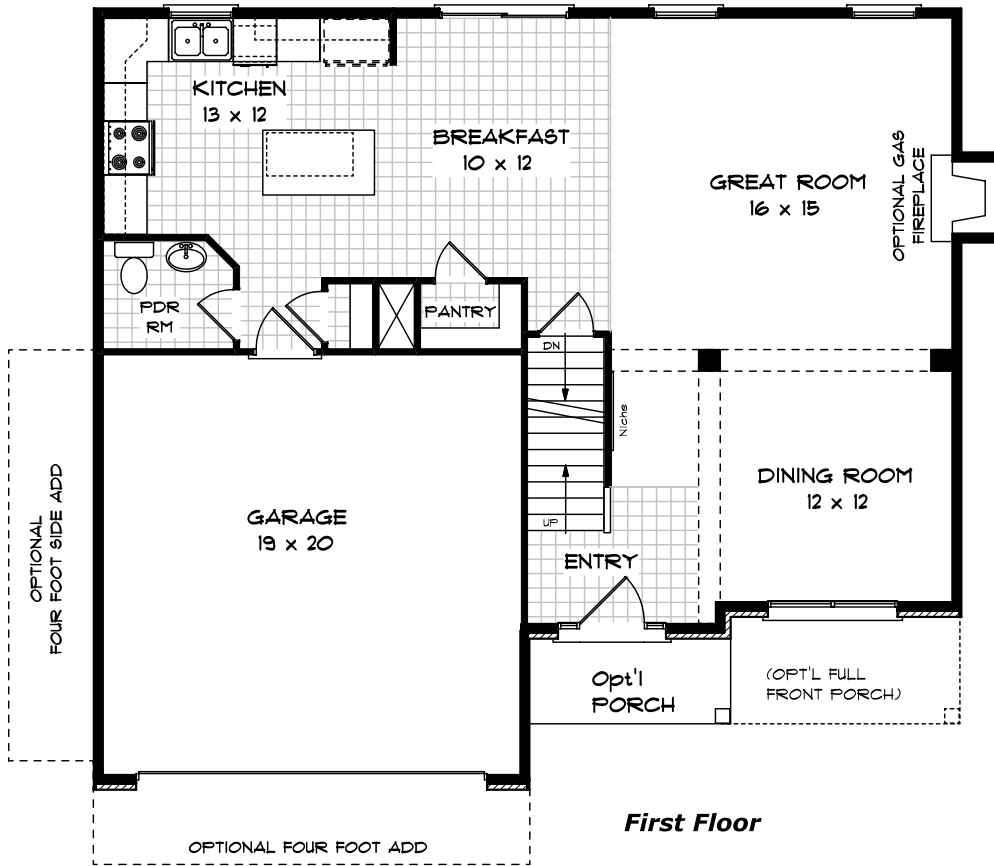 KITCHEN
13 x 12
BREAKFAST
10 x 12
GREAT ROOM
16 x 15
OPTIONAL GAS
FIREPLACE
PDR
RM
PANTRY
DN
Niche
DINING ROOM
12 x 12
GARAGE
19 x 20
OPTIONAL
FOUR FOOT SIDE ADD
UP
ENTRY
Opt'l
PORCH
(OPT'L FULL
FRONT PORCH)
First Floor
OPTIONAL FOUR FOOT ADD